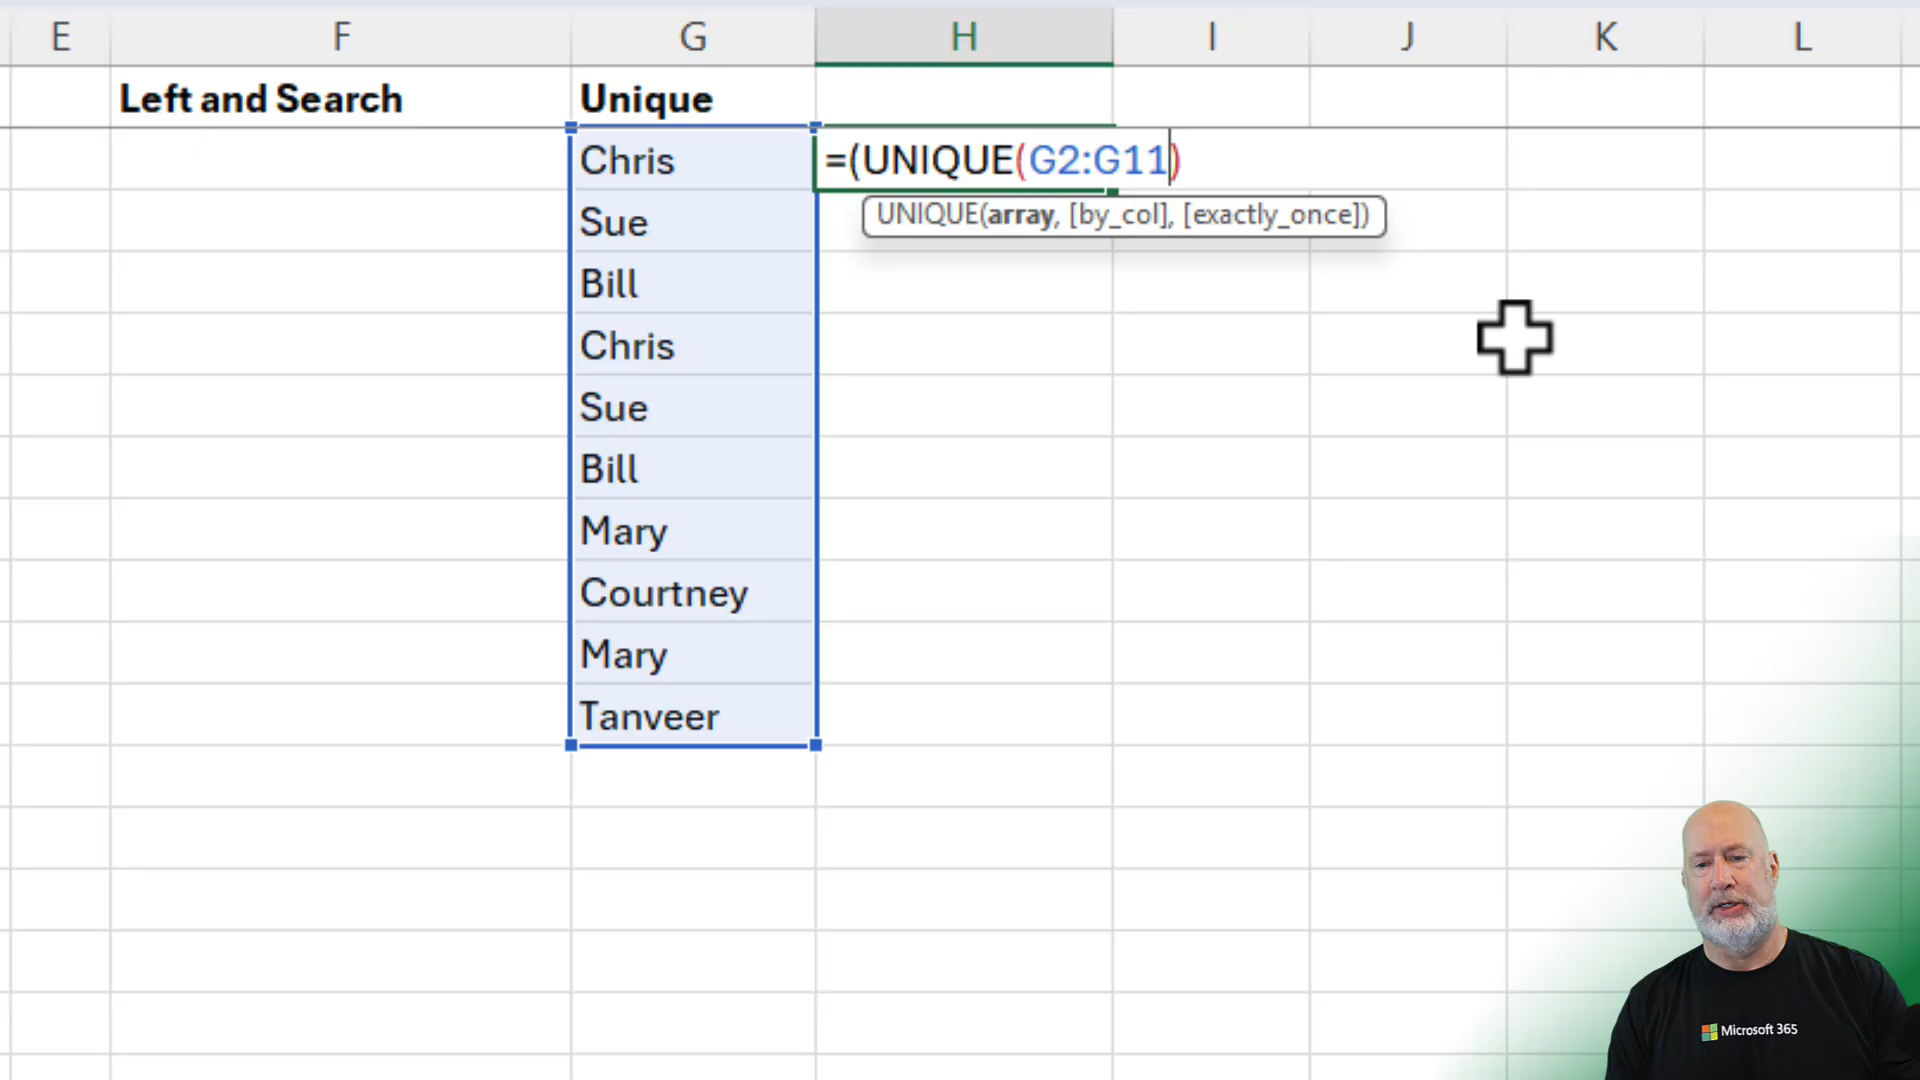 E F G H I J K L
Left and Search Unique
Chris =(UNIQUE(G2:G11)
UNIQUE(array, [by_col], [exactly_once])
Sue
Bill
Chris
Sue
Bill
Mary
Courtney
Mary
Tanveer
Microsoft 365